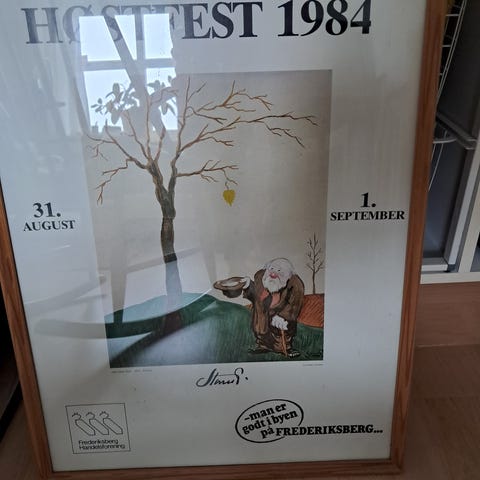 HØSTFEST 1984
31.
AUGUST
1.
SEPTEMBER
Frederiksberg
Handelsforening
-man er
godt i byen
på FREDERIKSBERG...